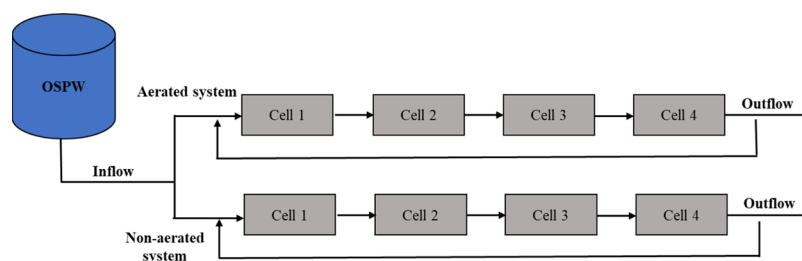 OSPW
Aerated system
Cell 1
Cell 2
Cell 3
Cell 4
Outflow
Inflow
Cell 1
Cell 2
Cell 3
Cell 4
Outflow
Non-aerated
system